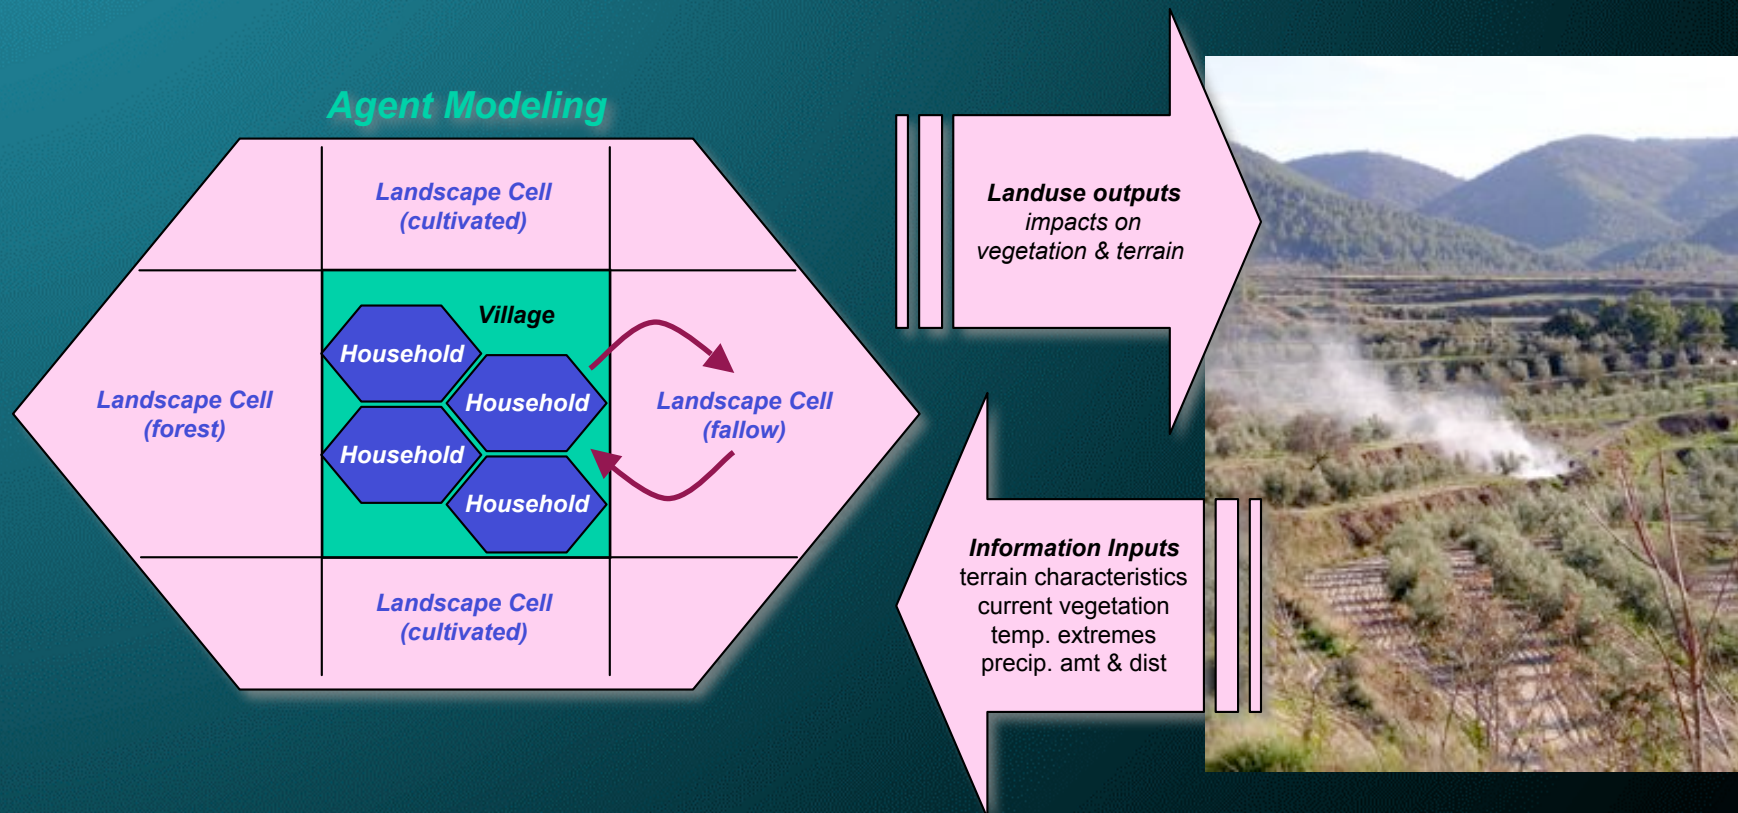 Agent Modeling
Landscape Cell
(cultivated)
Village
Household
Household
Household
Household
Landscape Cell
(forest)
Landscape Cell
(fallow)
Landscape Cell
(cultivated)
Landuse outputs
impacts on
vegetation & terrain
Information Inputs
terrain characteristics
current vegetation
temp. extremes
precip. amt & dist